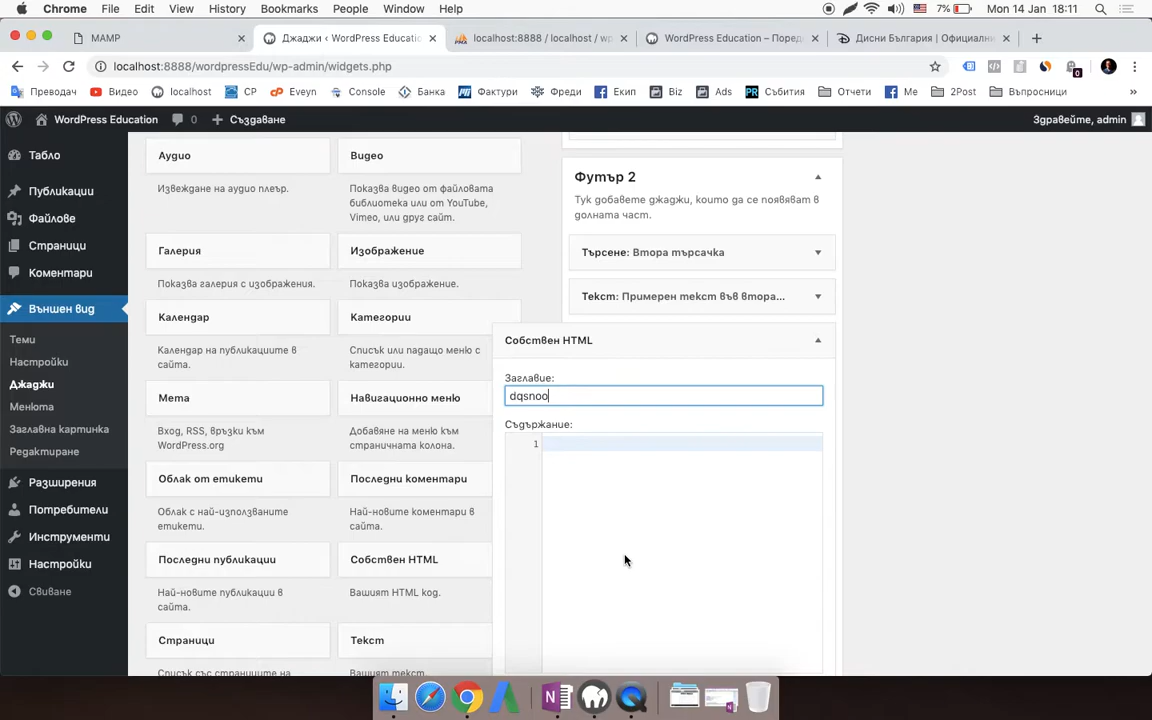 Chrome File Edit View History Bookmarks People Window Help 7% Mon 14 Jan 18:11
MAMP
Джаджи ‹ WordPress Educatio
localhost:8888 / localhost / wp
WordPress Education – Поред
Дисни България | Официални
localhost:8888/wordpressEdu/wp-admin/widgets.php
Преводач Видео localhost CP Eveyn Console Банка Фактури Фреди Екип Biz Ads Събития Отчети Me 2Post Въпросници
WordPress Education 0 Създаване Здравейте, admin
Табло
Публикации
Файлове
Страници
Коментари
Външен вид
Теми
Настройки
Джаджи
Менюта
Заглавна картинка
Редактиране
Разширения
Потребители
Инструменти
Настройки
Свиване
Аудио
Извеждане на аудио плеър.
Видео
Показва видео от файловата
библиотека или от YouTube,
Vimeo, или друг сайт.
Галерия
Показва галерия с изображения.
Изображение
Показва изображение.
Календар
Календар на публикациите в
сайта.
Категории
Списък или падащо меню с
категории.
Мета
Вход, RSS, връзки към
WordPress.org
Навигационно меню
Добавяне на меню към
страничната колона.
Облак от етикети
Облак с най-използваните
етикети.
Последни коментари
Най-новите коментари в
сайта.
Последни публикации
Най-новите публикации в
сайта.
Собствен HTML
Вашият HTML код.
Страници
Списък със страниците на
Текст
Вашият текст.
Футър 2
Тук добавете джаджи, които да се появяват в
долната част.
Търсене: Втора търсачка
Текст: Примерен текст във втора...
Собствен HTML
Заглавие:
dqsnoo
Съдържание:
1